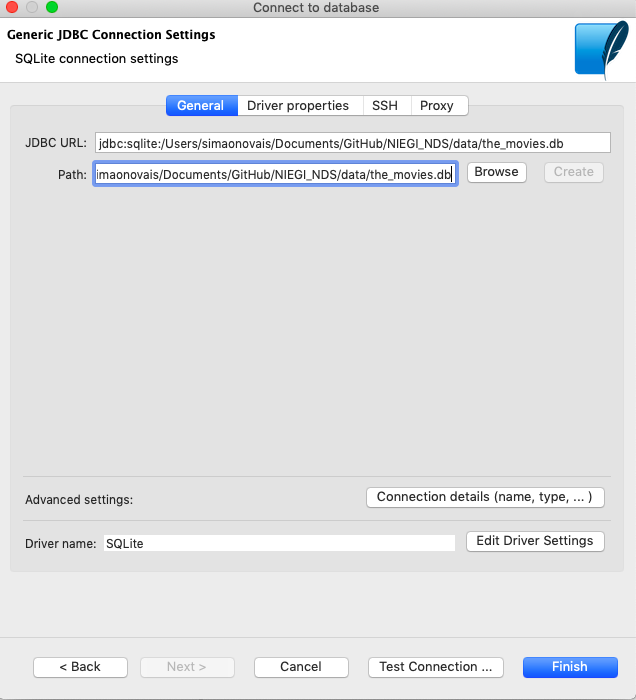 Connect to database
Generic JDBC Connection Settings
SQLite connection settings
General Driver properties SSH Proxy
JDBC URL: jdbc:sqlite:/Users/simaonovais/Documents/GitHub/NIEGI_NDS/data/the_movies.db
Path: imaonovais/Documents/GitHub/NIEGI_NDS/data/the_movies.db Browse Create
Advanced settings: Connection details (name, type, ... )
Driver name: SQLite Edit Driver Settings
< Back Next > Cancel Test Connection ... Finish